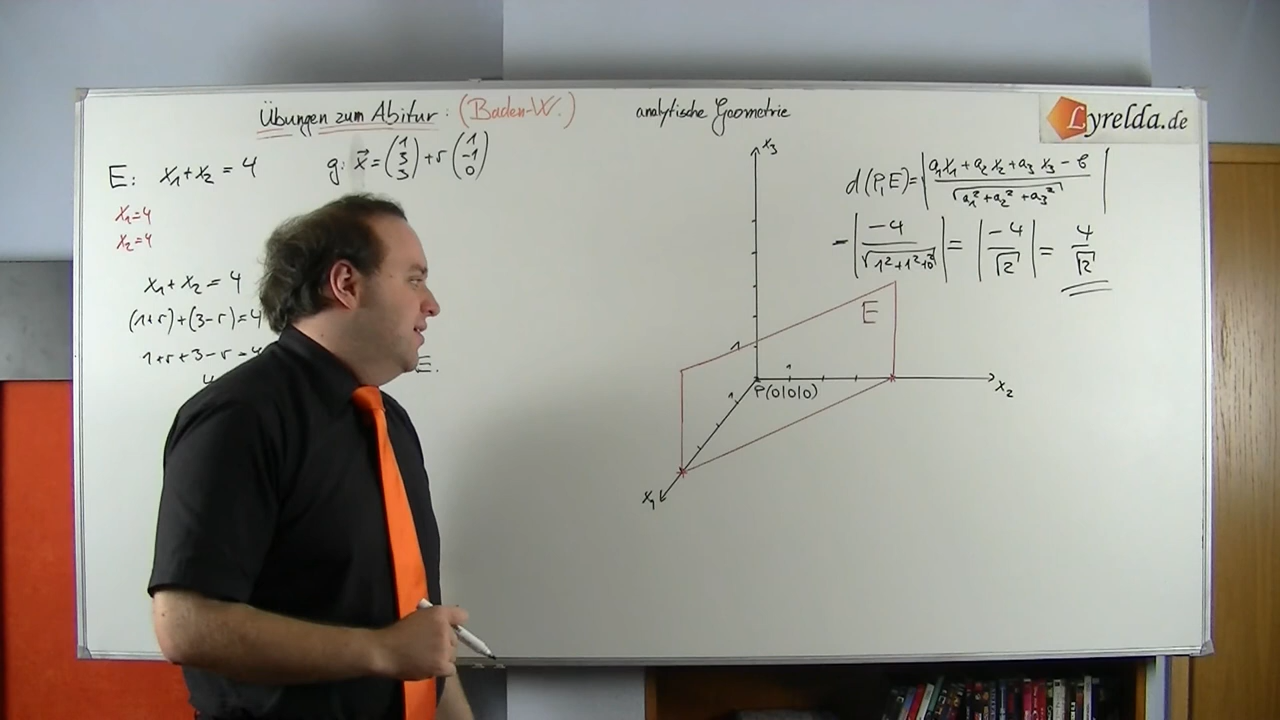 Übungen zum Abitur: (Baden-W.)
analytische Geometrie
Lyrelda.de
E: x₁+x₂=4
g: x⃗=(1 3 3)+r(1 -1 0)
x₁=4
x₂=4
x₁+x₂=4
(1+r)+(3-r)=4
1+r+3-r=4
4
E.
d(P,E)=|a₁x₁+a₂x₂+a₃x₃-b / √a₁²+a₂²+a₃²|
-|-4 / √1²+1²+0²|=|-4 / √2|=4 / √2
x₃
E
1
1
1
P(0|0|0)
x₂
x₁